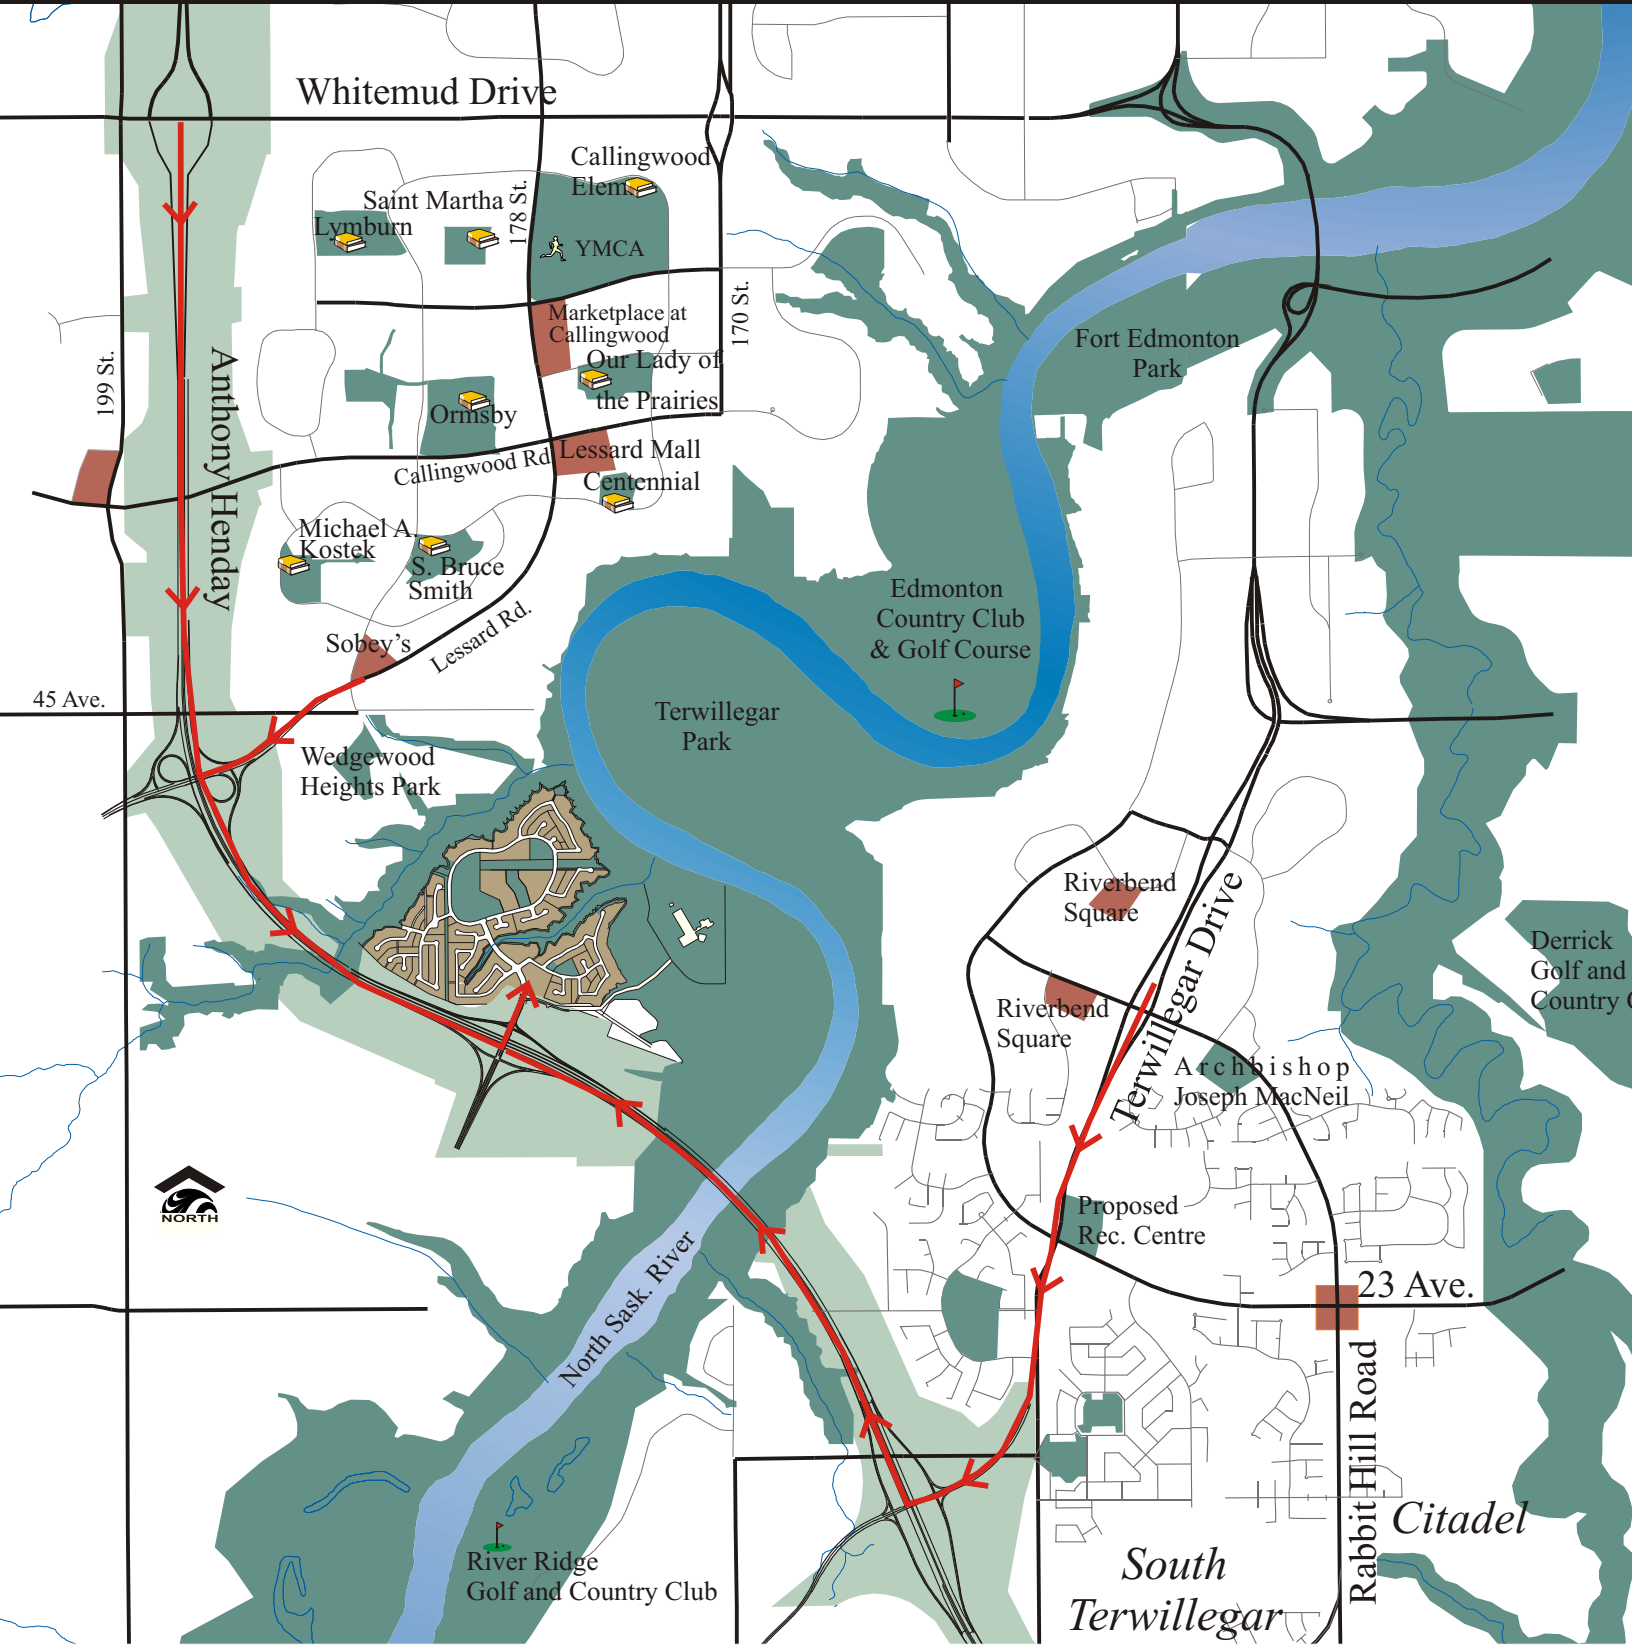 Whitemud Drive
Callingwood
Elem
Saint Martha
Lymburn
178 St.
YMCA
Marketplace at
Callingwood
170 St.
Our Lady of
the Prairies
Fort Edmonton
Park
199 St.
Anthony Henday
Ormsby
Callingwood Rd
Lessard Mall
Centennial
Michael A.
Kostek
S. Bruce
Smith
Edmonton
Country Club
& Golf Course
Sobey's
Lessard Rd.
45 Ave.
Terwillegar
Park
Wedgewood
Heights Park
Riverbend
Square
Terwillegar Drive
Derrick
Golf and
Country
Riverbend
Square
Archbishop
Joseph MacNeil
NORTH
Proposed
Rec. Centre
North Sask. River
23 Ave.
Rabbit Hill Road
Citadel
River Ridge
Golf and Country Club
South
Terwillegar